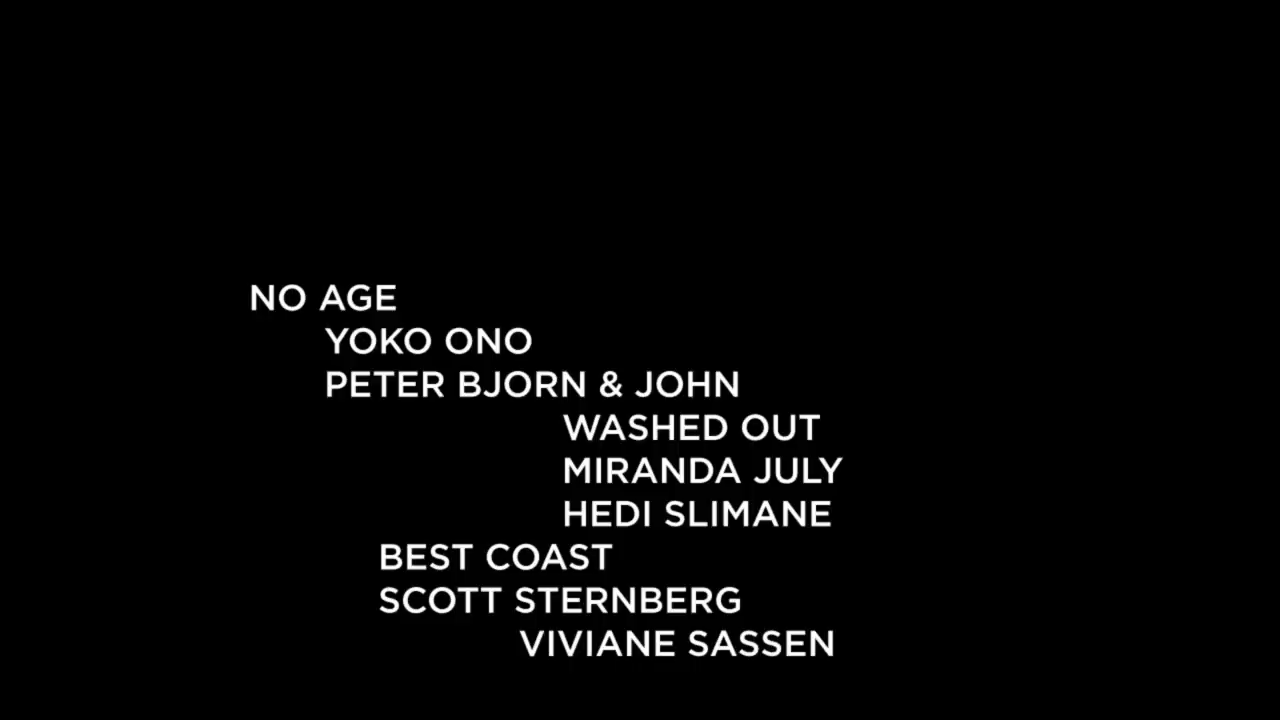 NO AGE
YOKO ONO
PETER BJORN & JOHN
WASHED OUT
MIRANDA JULY
HEDI SLIMANE
BEST COAST
SCOTT STERNBERG
VIVIANE SASSEN